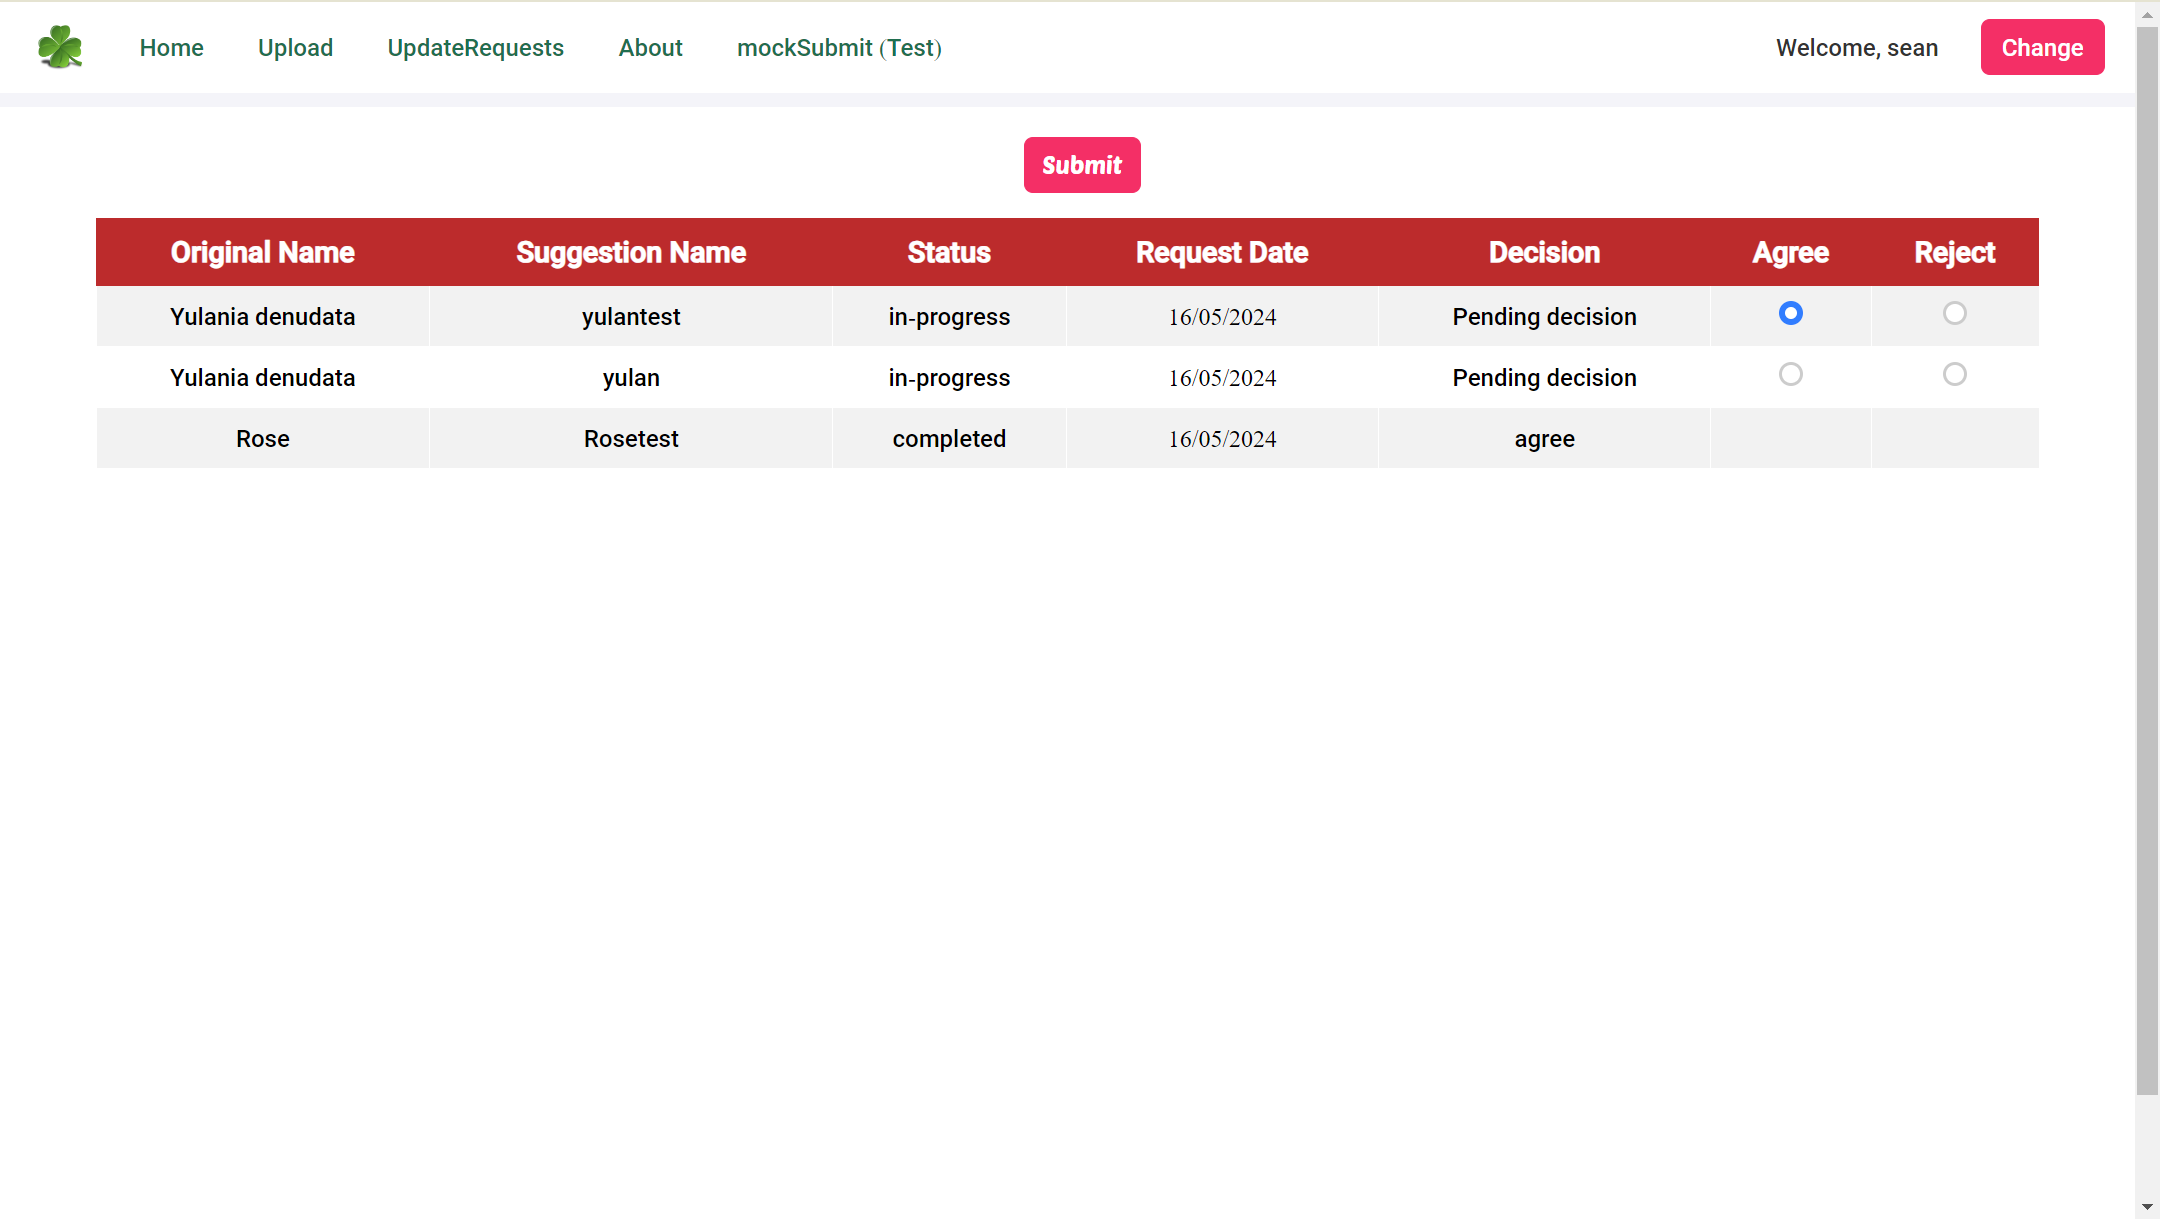 Home Upload UpdateRequests About mockSubmit (Test) Welcome, sean Change
Submit
Original Name Suggestion Name Status Request Date Decision Agree Reject
Yulania denudata yulantest in-progress 16/05/2024 Pending decision
Yulania denudata yulan in-progress 16/05/2024 Pending decision
Rose Rosetest completed 16/05/2024 agree